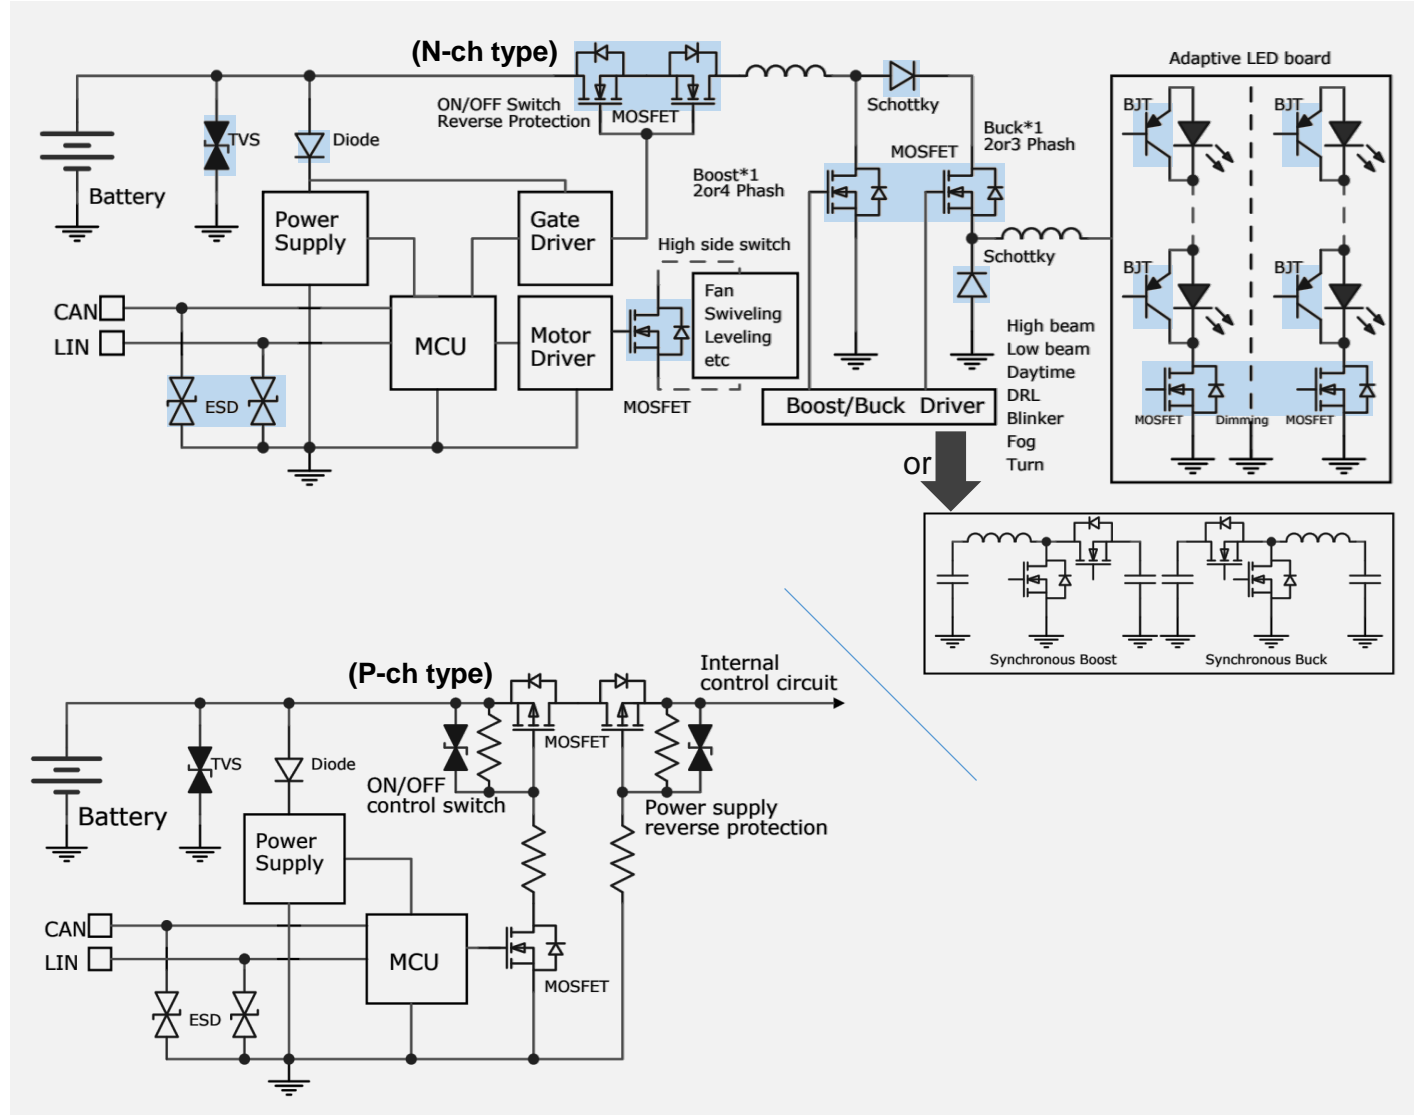 (N-ch type)
Adaptive LED board
ON/OFF Switch
Reverse Protection
MOSFET
Schottky
BJT
BJT
TVS
Diode
Buck*1
2or3 Phash
MOSFET
Boost*1
2or4 Phash
Battery
Power
Supply
Gate
Driver
High side switch
Schottky
BJT
BJT
CAN
LIN
MCU
Motor
Driver
Fan
Swiveling
Leveling
etc
High beam
Low beam
Daytime
DRL
Blinker
Fog
Turn
ESD
MOSFET
Boost/Buck Driver
MOSFET
Dimming
MOSFET
or
Synchronous Boost
Synchronous Buck
(P-ch type)
Internal
control circuit
MOSFET
TVS
Diode
ON/OFF
control switch
Power supply
reverse protection
Battery
Power
Supply
CAN
LIN
MCU
MOSFET
ESD